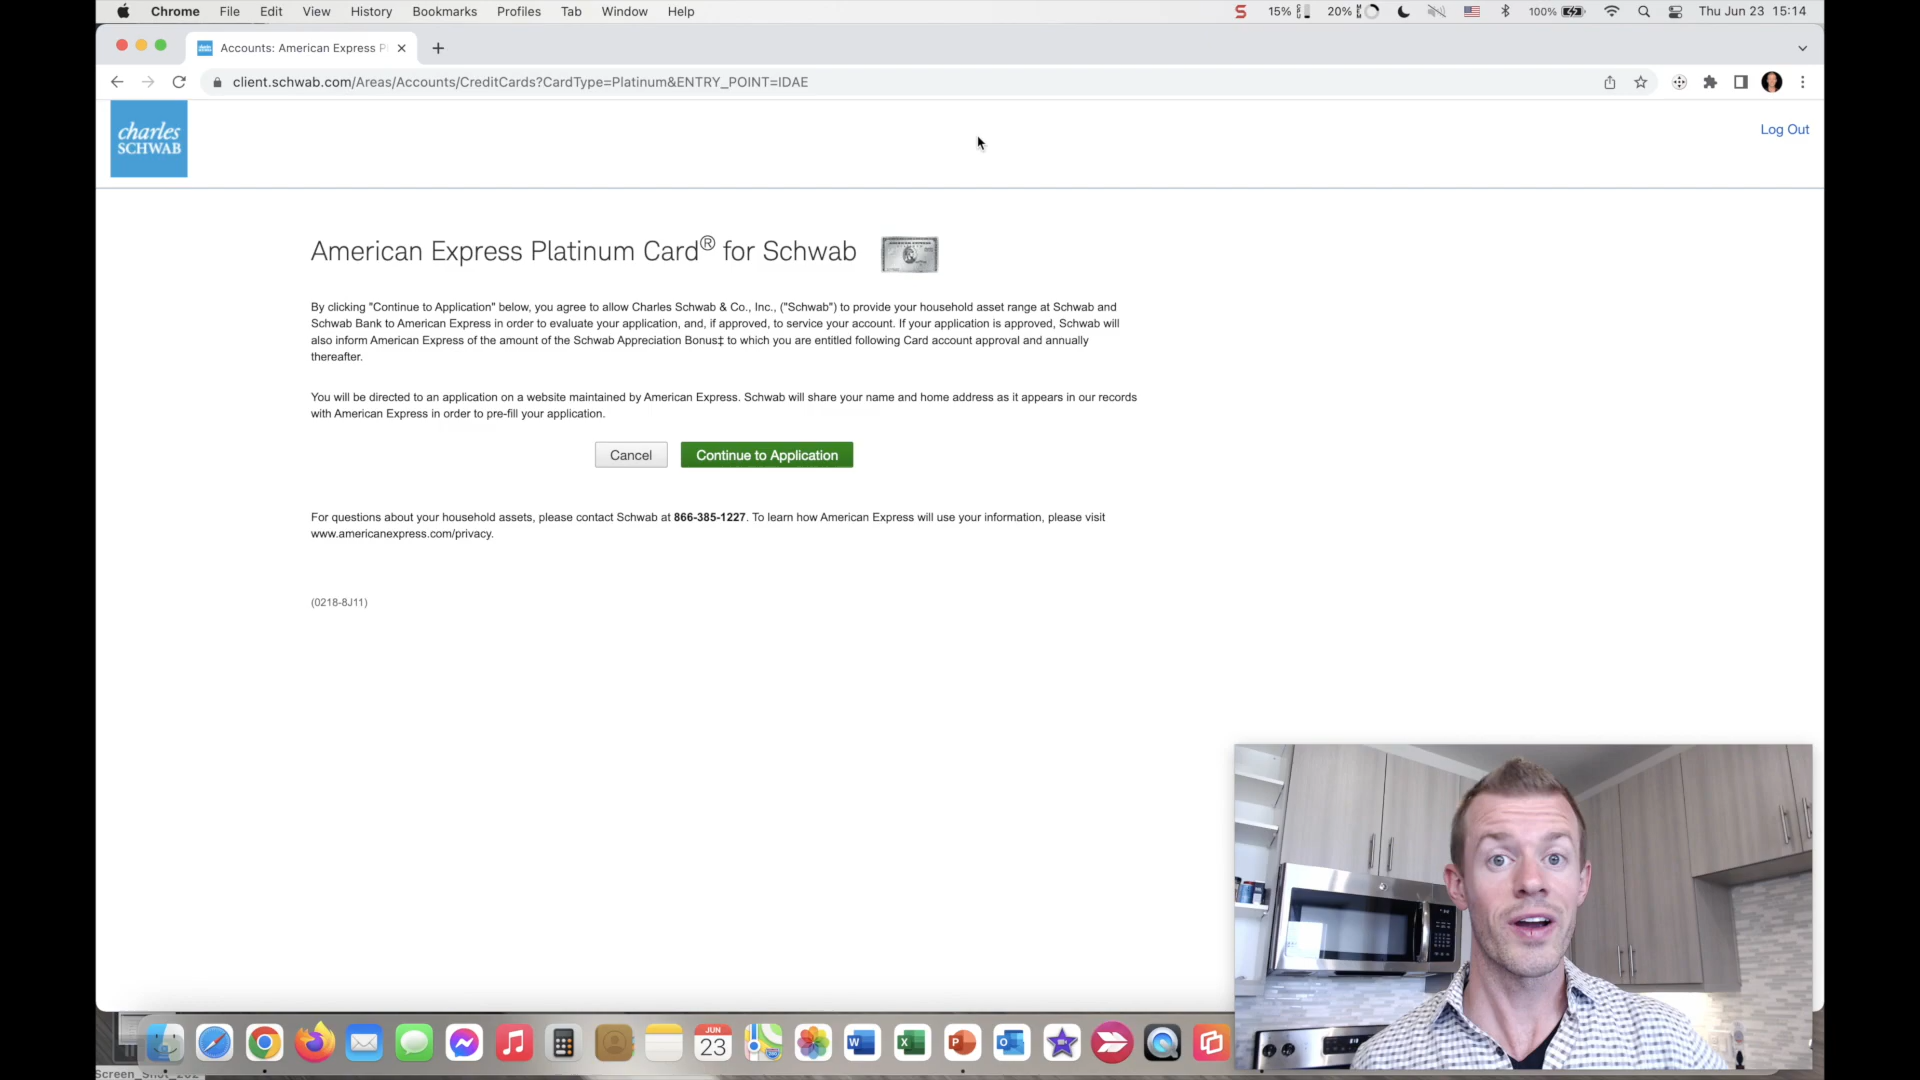 Chrome File Edit View History Bookmarks Profiles Tab Window Help
15% 20% 100% Thu Jun 23 15:14
Accounts: American Express P
client.schwab.com/Areas/Accounts/CreditCards?CardType=Platinum&ENTRY_POINT=IDAE
charles
SCHWAB
Log Out
American Express Platinum Card® for Schwab
By clicking "Continue to Application" below, you agree to allow Charles Schwab & Co., Inc., ("Schwab") to provide your household asset range at Schwab and
Schwab Bank to American Express in order to evaluate your application, and, if approved, to service your account. If your application is approved, Schwab will
also inform American Express of the amount of the Schwab Appreciation Bonus‡ to which you are entitled following Card account approval and annually
thereafter.
You will be directed to an application on a website maintained by American Express. Schwab will share your name and home address as it appears in our records
with American Express in order to pre-fill your application.
Cancel
Continue to Application
For questions about your household assets, please contact Schwab at 866-385-1227. To learn how American Express will use your information, please visit
www.americanexpress.com/privacy.
(0218-8J11)
JUN
23